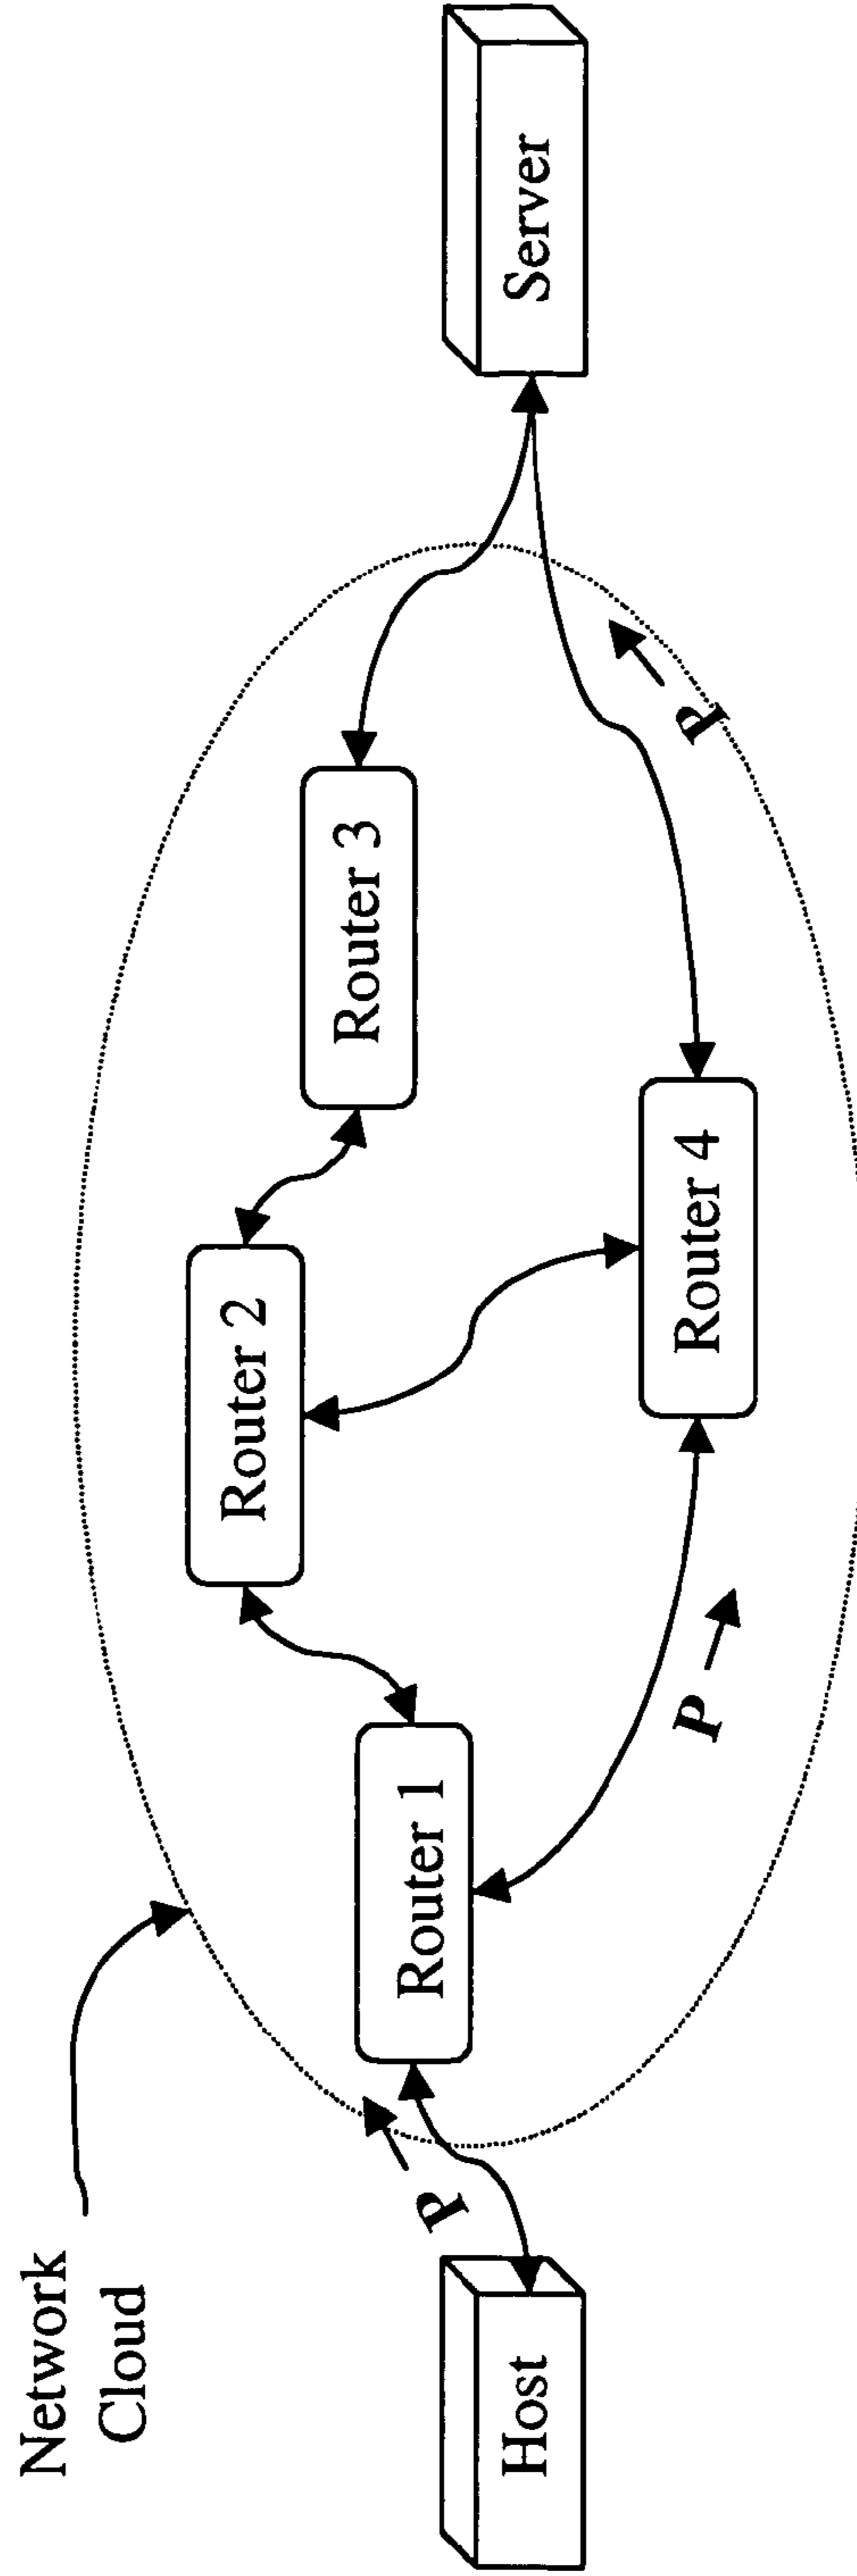 Network
Cloud
Host
P
Router 1
P
Router 2
Router 4
Router 3
P
Server